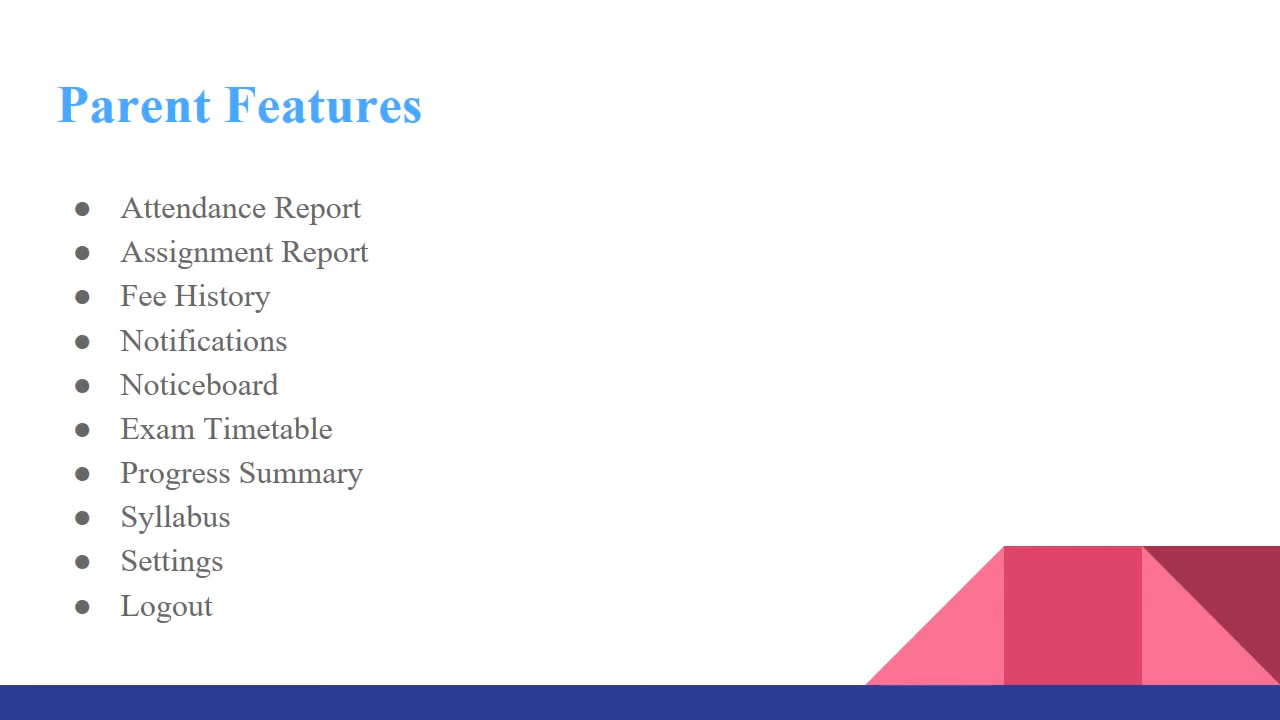 Parent Features
● Attendance Report
● Assignment Report
● Fee History
● Notifications
● Noticeboard
● Exam Timetable
● Progress Summary
● Syllabus
● Settings
● Logout